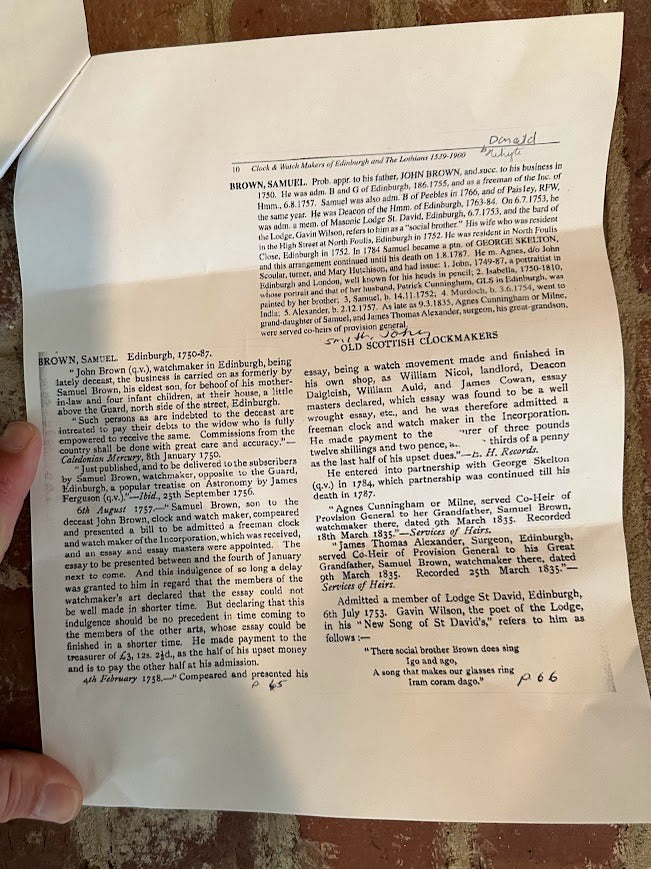 Donald
Whyte
10 Clock & Watch Makers of Edinburgh and The Lothians 1539-1900
BROWN, SAMUEL. Prob. appr. to his father, JOHN BROWN, and succ. to his business in
1750. He was adm. B and G of Edinburgh, 186.1755, and as a freeman of the Inc. of
Hmm., 6.8.1757. Samuel was also adm. B of Peebles in 1766, and of Paisley, RFW,
the same year. He was Deacon of the Hmm. of Edinburgh, 1763-84. On 6.7.1753, he
was adm. a mem. of Masonic Lodge St. David, Edinburgh, 6.7.1753, and the bard of
the Lodge, Gavin Wilson, refers to him as a "social brother." His wife who was resident
in the High Street at North Foulis, Edinburgh in 1752. He was resident in North Foulis
Close, Edinburgh in 1752. In 1784 Samuel became a ptn. of GEORGE SKELTON,
and this arrangement continued until his death on 1.8.1787. He m. Agnes, d/o John
Scoular, turner, and Mary Hutchison, and had issue: 1. John, 1749-87, a portraitist in
Edinburgh and London, well known for his heads in pencil; 2. Isabella, 1750-1810,
whose portrait and that of her husband, Patrick Cunningham, GLS in Edinburgh, was
painted by her brother; 3, Samuel, b. 14.11.1752; 4. Murdoch, b. 3.6.1754, went to
India; 5. Alexander, b. 2.12.1757. As late as 9.3.1835, Agnes Cunningham or Milne,
grand-daughter of Samuel, and James Thomas Alexander, surgeon, his great-grandson,
were served co-heirs of provision general.
Smith, John
OLD SCOTTISH CLOCKMAKERS
BROWN, SAMUEL. Edinburgh, 1750-87.
"John Brown (q.v.), watchmaker in Edinburgh, being
lately deceast, the business is carried on as formerly by
Samuel Brown, his eldest son, for behoof of his mother-
in-law and four infant children, at their house, a little
above the Guard, north side of the street, Edinburgh.
"Such persons as are indebted to the deceast are
intreated to pay their debts to the widow who is fully
empowered to receive the same. Commissions from the
country shall be done with great care and accuracy."—
Caledonian Mercury, 8th January 1750.
"Just published, and to be delivered to the subscribers
by Samuel Brown, watchmaker, opposite to the Guard,
Edinburgh, a popular treatise on Astronomy by James
Ferguson (q.v.)."—Ibid., 25th September 1756.
6th August 1757.—"Samuel Brown, son to the
deceast John Brown, clock and watch maker, compeared
and presented a bill to be admitted a freeman clock
and watch maker of the Incorporation, which was received,
and an essay and essay masters were appointed. The
essay to be presented between and the fourth of January
next to come. And this indulgence of so long a delay
was granted to him in regard that the members of the
watchmaker's art declared that the essay could not
be well made in shorter time. But declaring that this
indulgence should be no precedent in time coming to
the members of the other arts, whose essay could be
finished in a shorter time. He made payment to the
treasurer of £3, 12s. 2⅔d., as the half of his upset money
and is to pay the other half at his admission.
4th February 1758.—"Compeared and presented his
P 65
essay, being a watch movement made and finished in
his own shop, as William Nicol, landlord, Deacon
Dalgleish, William Auld, and James Cowan, essay
masters declared, which essay was found to be a well
wrought essay, etc., and he was therefore admitted a
freeman clock and watch maker in the Incorporation.
He made payment to the urer of three pounds
twelve shillings and two pence, thirds of a penny
as the last half of his upset dues."—E. H. Records.
He entered into partnership with George Skelton
(q.v.) in 1784, which partnership was continued till his
death in 1787.
"Agnes Cunningham or Milne, served Co-Heir of
Provision General to her Grandfather, Samuel Brown,
watchmaker there, dated 9th March 1835. Recorded
18th March 1835."—Services of Heirs.
"James Thomas Alexander, Surgeon, Edinburgh,
served Co-Heir of Provision General to his Great
Grandfather, Samuel Brown, watchmaker there, dated
9th March 1835. Recorded 25th March 1835."—
Services of Heirs.
Admitted a member of Lodge St David, Edinburgh,
6th July 1753. Gavin Wilson, the poet of the Lodge,
in his "New Song of St David's," refers to him as
follows:—
"There social brother Brown does sing
Igo and ago,
A song that makes our glasses ring
Iram coram dago."
P 66